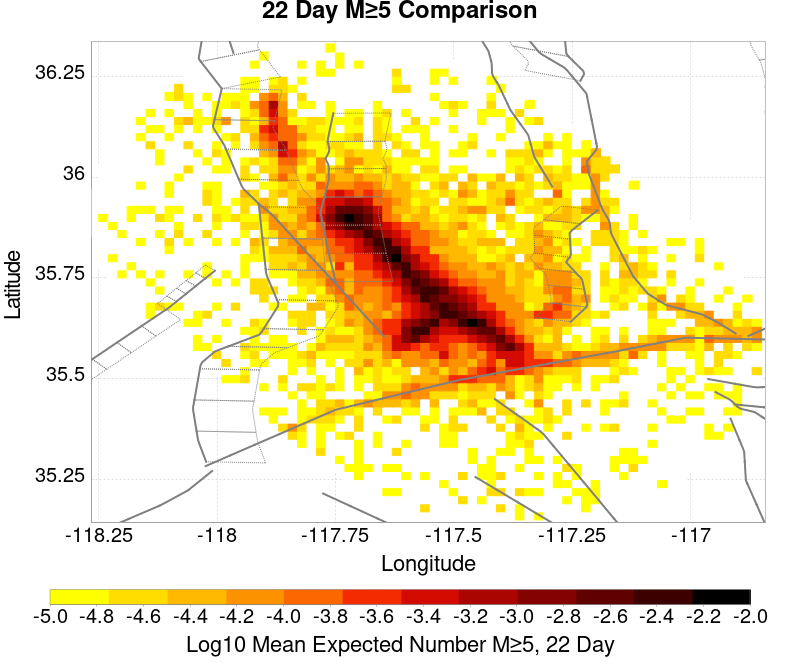 22 Day M≥5 Comparison
36.25
36
35.75
35.5
35.25
Latitude
-118.25 -118 -117.75 -117.5 -117.25 -117
Longitude
-5.0 -4.8 -4.6 -4.4 -4.2 -4.0 -3.8 -3.6 -3.4 -3.2 -3.0 -2.8 -2.6 -2.4 -2.2 -2.0
Log10 Mean Expected Number M≥5, 22 Day